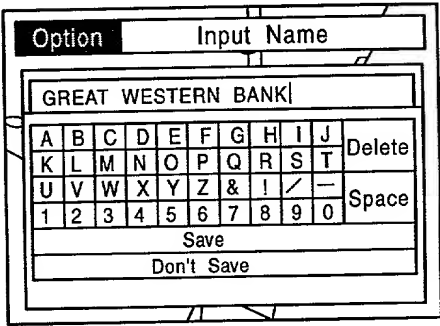 Option Input Name
GREAT WESTERN BANK
A B C D E F G H I J Delete
K L M N O P Q R S T
U V W X Y Z & ! / — Space
1 2 3 4 5 6 7 8 9 0
Save
Don't Save